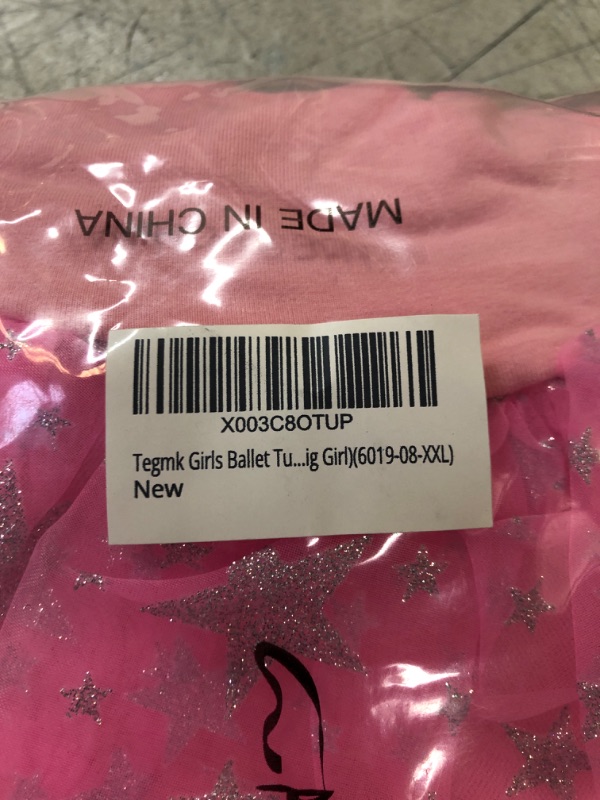 MADE IN CHINA
X003C8OTUP
Tegmk Girls Ballet Tu...ig Girl)(6019-08-XXL)
New